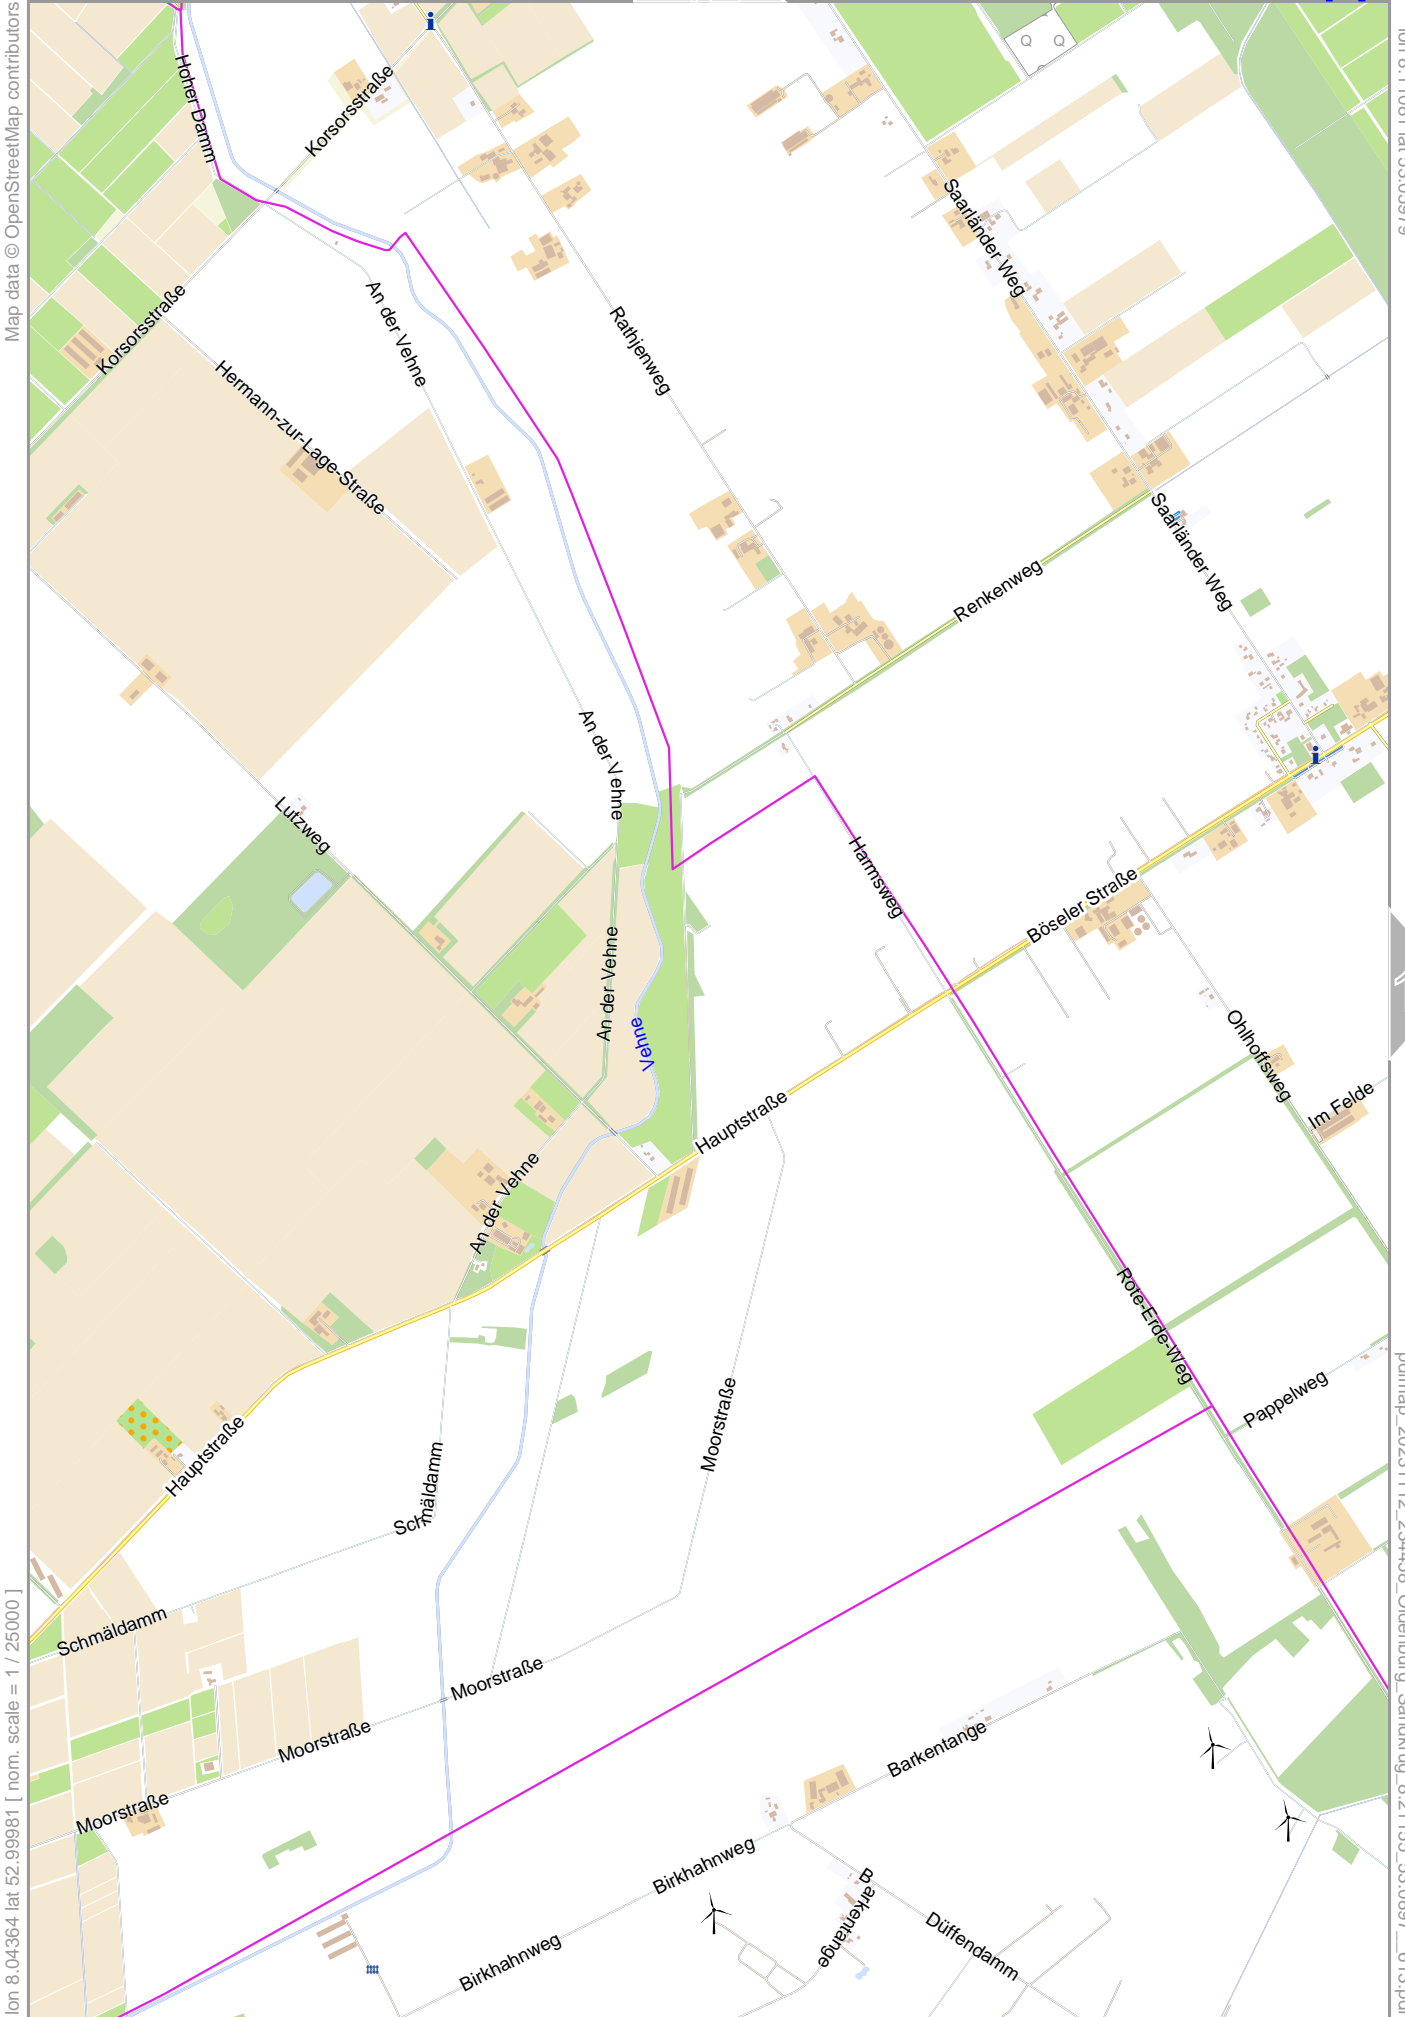 Map data © OpenStreetMap contributors
Hoher Damm
Korsorsstraße
Q Q
Saarländer Weg
Korsorsstraße
An der Vehne
Rathjenweg
Hermann-zur-Lage-Straße
Saarländer Weg
Renkenweg
An der Vehne
Lutzweg
Harmsweg
Böseler Straße
An der Vehne
Vehne
Ohlhoffsweg
Im Felde
Hauptstraße
An der Vehne
Rote-Erde-Weg
Pappelweg
Moorstraße
Hauptstraße
Schmäldamm
Schmäldamm
Moorstraße
Moorstraße
Barkentange
Moorstraße
Birkhahnweg
Barkentange
Düffendamm
Birkhahnweg
lon 8.04364 lat 52.99981 [ nom. scale = 1 / 25000 ]